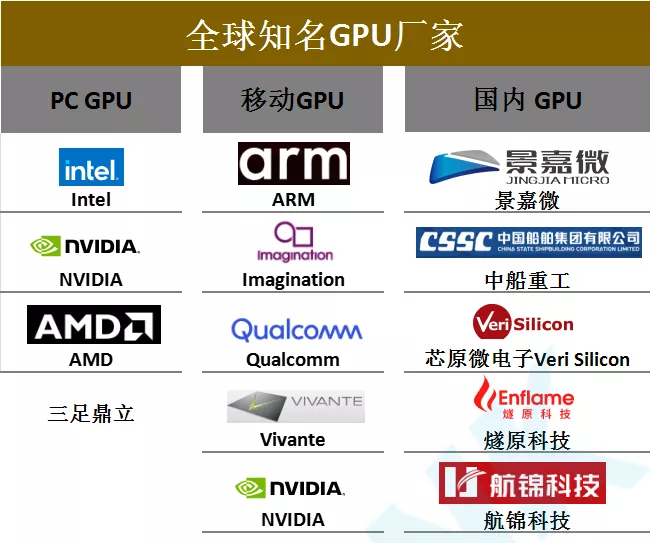 全球知名GPU厂家
PC GPU
移动GPU
国内 GPU
intel
arm
景嘉微
JINGJIA MICRO
Intel
ARM
景嘉微
NVIDIA.
Imagination
CSSC 中国船舶集团有限公司
CHINA STATE SHIPBUILDING CORPORATION LIMITED
NVIDIA
Imagination
中船重工
AMD
Qualcomm
VeriSilicon
AMD
Qualcomm
芯原微电子Veri Silicon
三足鼎立
VIVANTE
Enflame
燧原科技
Vivante
燧原科技
NVIDIA.
航锦科技
NVIDIA
航锦科技